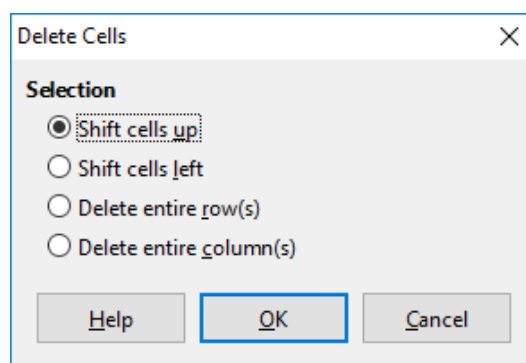 Delete Cells
Selection
Shift cells up
Shift cells left
Delete entire row(s)
Delete entire column(s)
Help OK Cancel